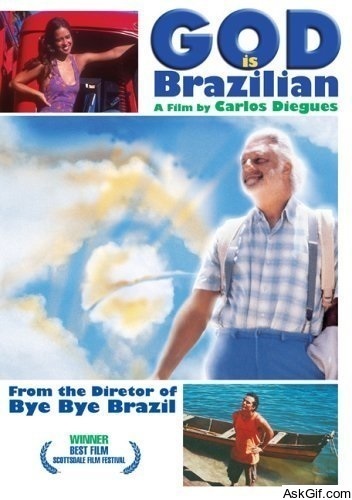 GOD
is
Brazilian
A Film by Carlos Diegues
From the Diretor of
Bye Bye Brazil
WINNER
BEST FILM
SCOTTSDALE FILM FESTIVAL
AskGif.com